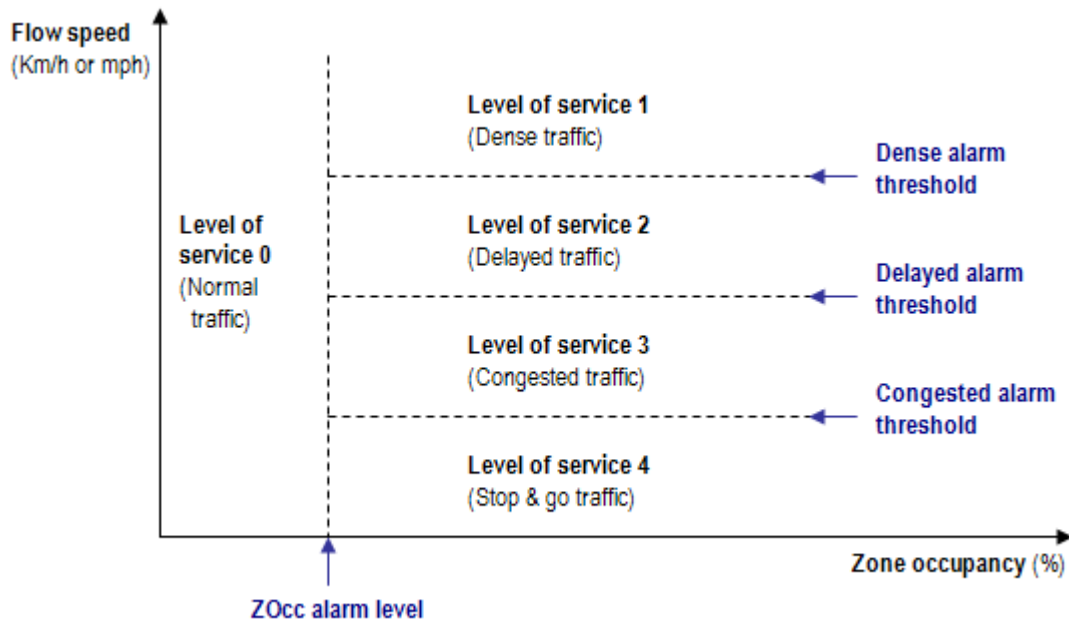 Flow speed
(Km/h or mph)
Level of service 1
(Dense traffic)
Dense alarm
threshold
Level of
service 0
(Normal
traffic)
Level of service 2
(Delayed traffic)
Delayed alarm
threshold
Level of service 3
(Congested traffic)
Congested alarm
threshold
Level of service 4
(Stop & go traffic)
Zone occupancy (%)
ZOcc alarm level